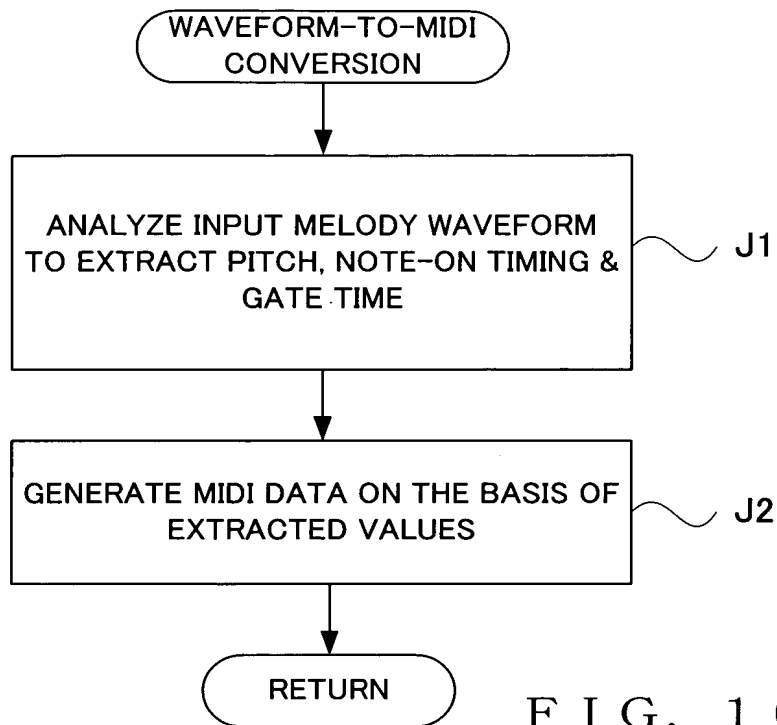 WAVEFORM-TO-MIDI
CONVERSION
ANALYZE INPUT MELODY WAVEFORM
TO EXTRACT PITCH, NOTE-ON TIMING &
GATE TIME
J1
GENERATE MIDI DATA ON THE BASIS OF
EXTRACTED VALUES
J2
RETURN
F I G. 1